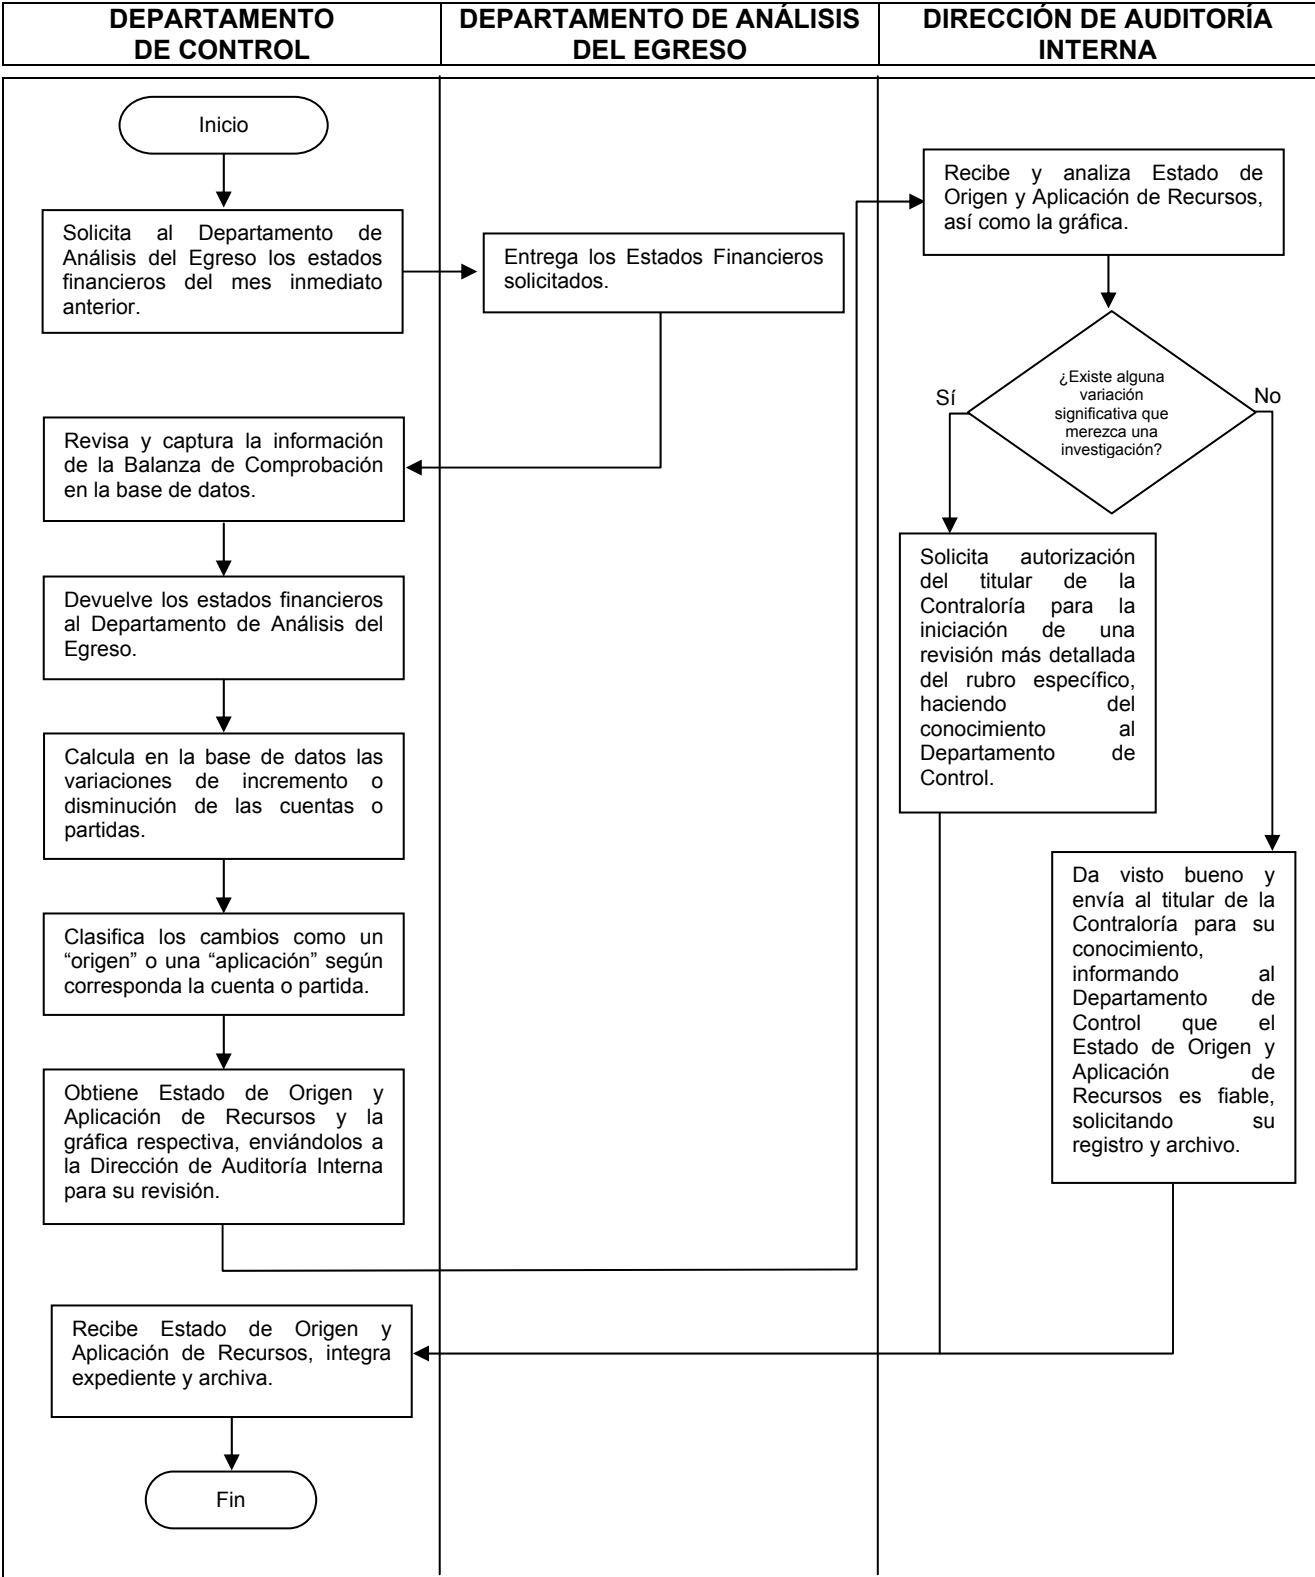 DEPARTAMENTO
DE CONTROL
DEPARTAMENTO DE ANÁLISIS
DEL EGRESO
DIRECCIÓN DE AUDITORÍA
INTERNA
Inicio
Solicita al Departamento de
Análisis del Egreso los estados
financieros del mes inmediato
anterior.
Entrega los Estados Financieros
solicitados.
Revisa y captura la información
de la Balanza de Comprobación
en la base de datos.
Devuelve los estados financieros
al Departamento de Análisis del
Egreso.
Calcula en la base de datos las
variaciones de incremento o
disminución de las cuentas o
partidas.
Clasifica los cambios como un
“origen” o una “aplicación” según
corresponda la cuenta o partida.
Obtiene Estado de Origen y
Aplicación de Recursos y la
gráfica respectiva, enviándolos a
la Dirección de Auditoría Interna
para su revisión.
Recibe y analiza Estado de
Origen y Aplicación de Recursos,
así como la gráfica.
¿Existe alguna
variación
significativa que
merezca una
investigación?
Sí
No
Solicita autorización
del titular de la
Contraloría para la
iniciación de una
revisión más detallada
del rubro específico,
haciendo del
conocimiento al
Departamento de
Control.
Da visto bueno y
envía al titular de la
Contraloría para su
conocimiento,
informando al
Departamento de
Control que el
Estado de Origen y
Aplicación de
Recursos es fiable,
solicitando su
registro y archivo.
Recibe Estado de Origen y
Aplicación de Recursos, integra
expediente y archiva.
Fin